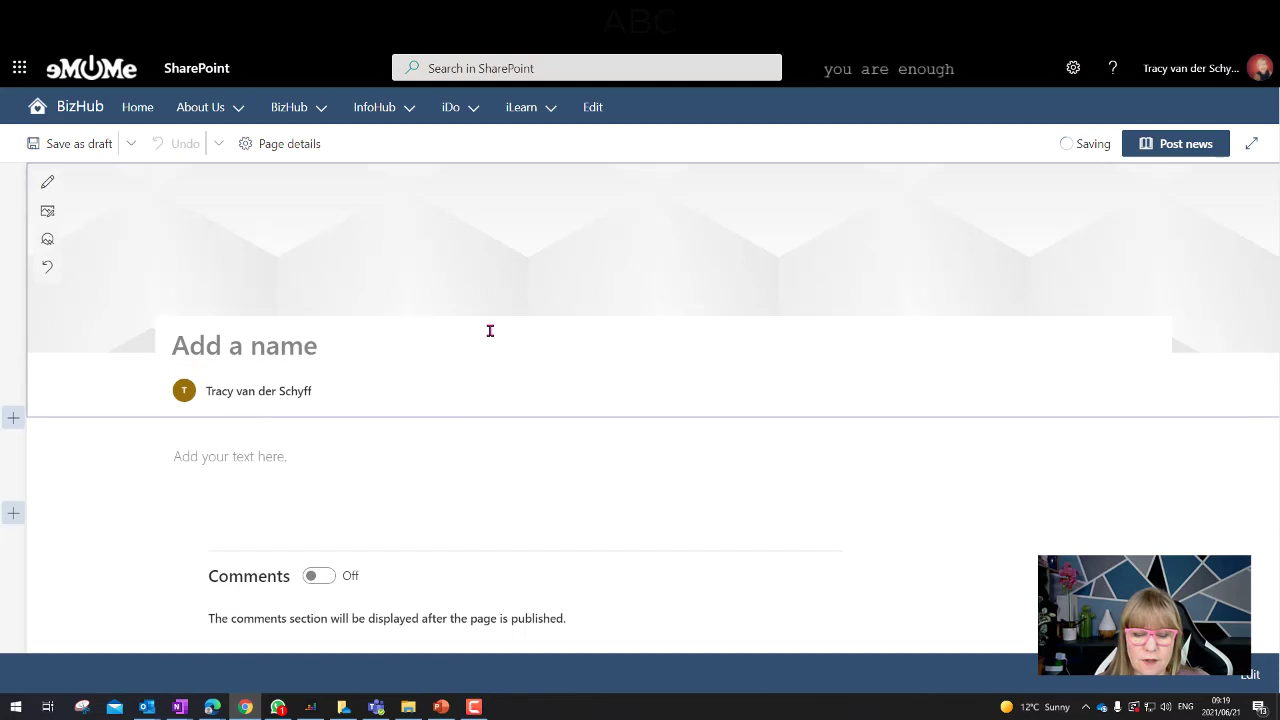 ABC
eMOMe
SharePoint
Search in SharePoint
you are enough
Tracy van der Schy...
BizHub
Home
About Us
BizHub
InfoHub
iDo
iLearn
Edit
Save as draft
Undo
Page details
Saving
Post news
Add a name
T
Tracy van der Schyff
Add your text here.
Comments
Off
The comments section will be displayed after the page is published.
Edit
12°C Sunny
ENG
09:19
2021/06/21